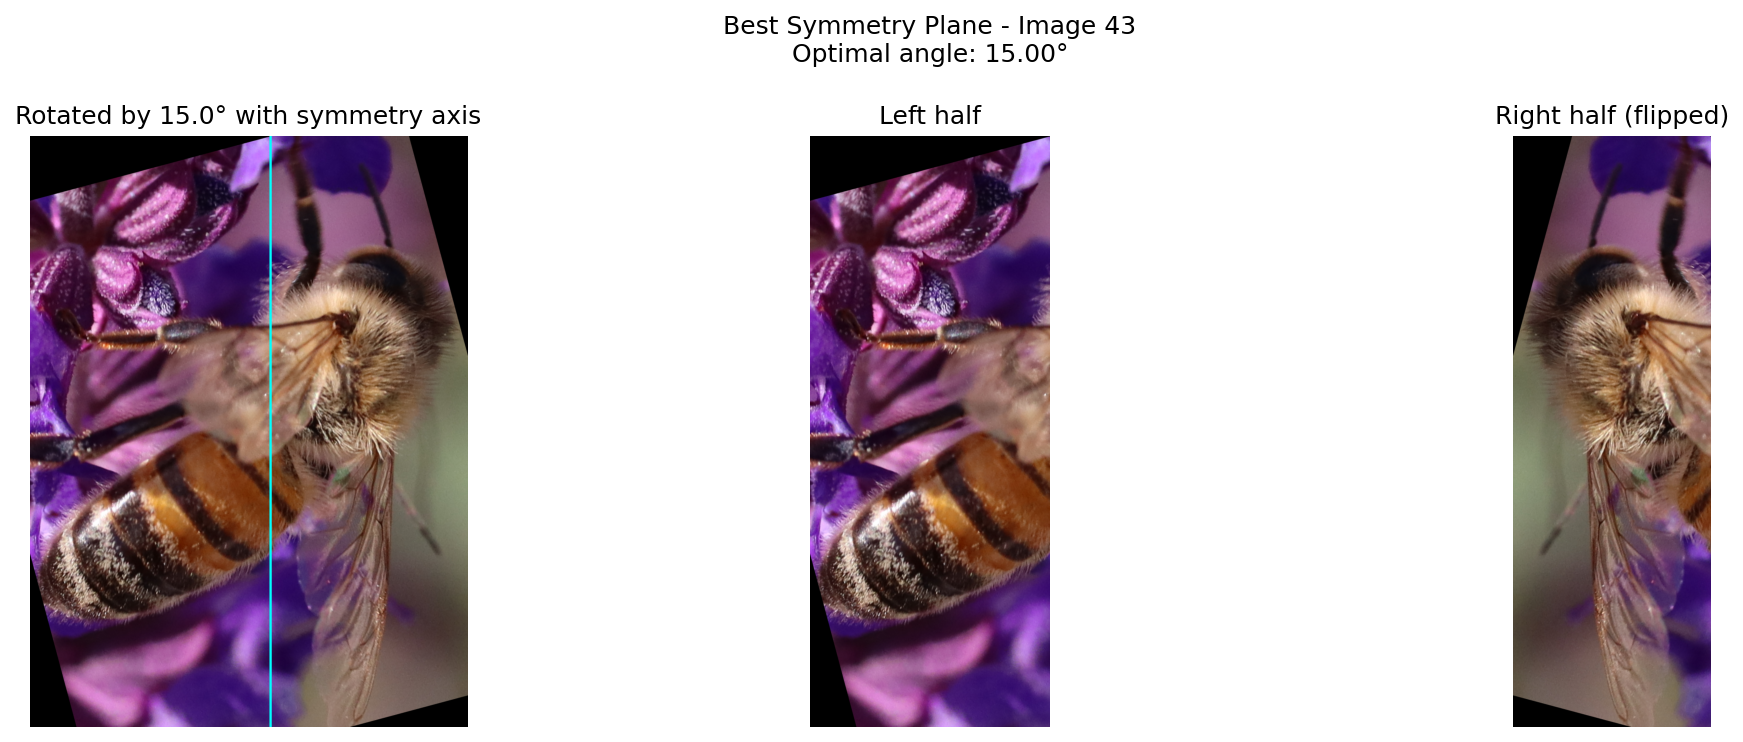 Best Symmetry Plane - Image 43
Optimal angle: 15.00°
Rotated by 15.0° with symmetry axis
Left half
Right half (flipped)